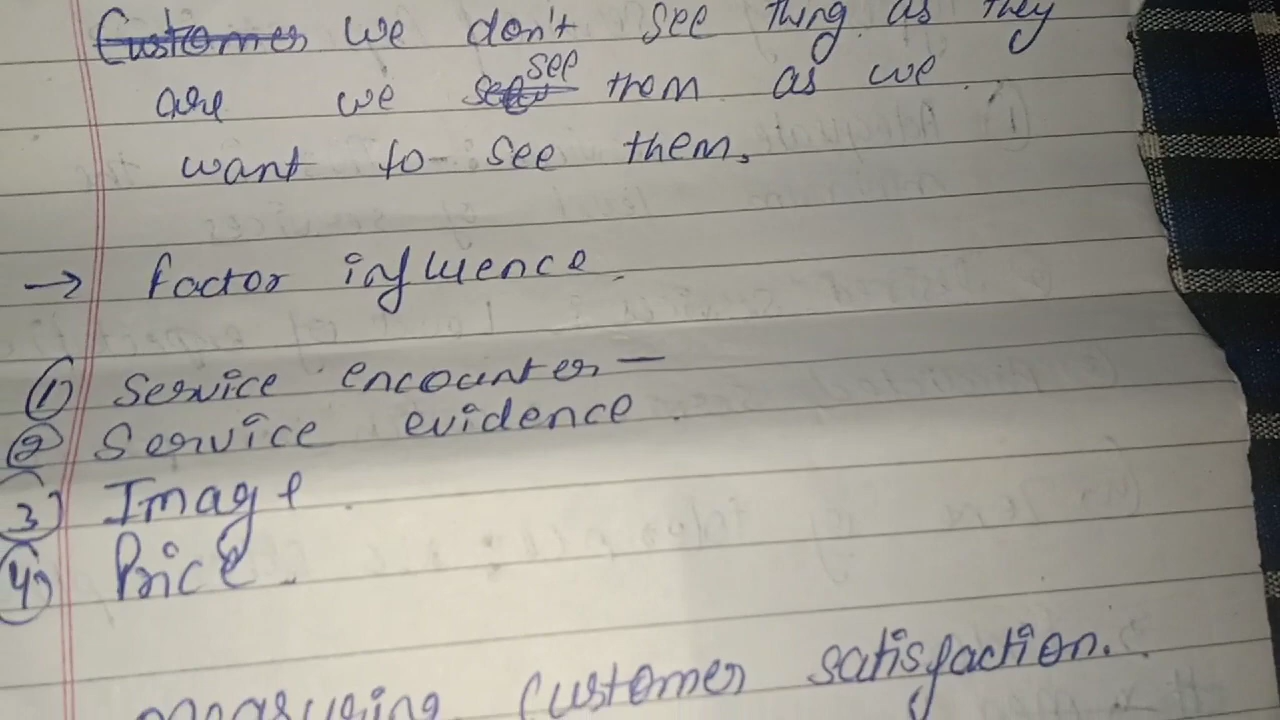 Customer we don't see thing as they
are we see them as we
want to see them.
→ factor influence.
① Service encounter —
② Service evidence.
③ Image.
④ Price.
measuring customer satisfaction.